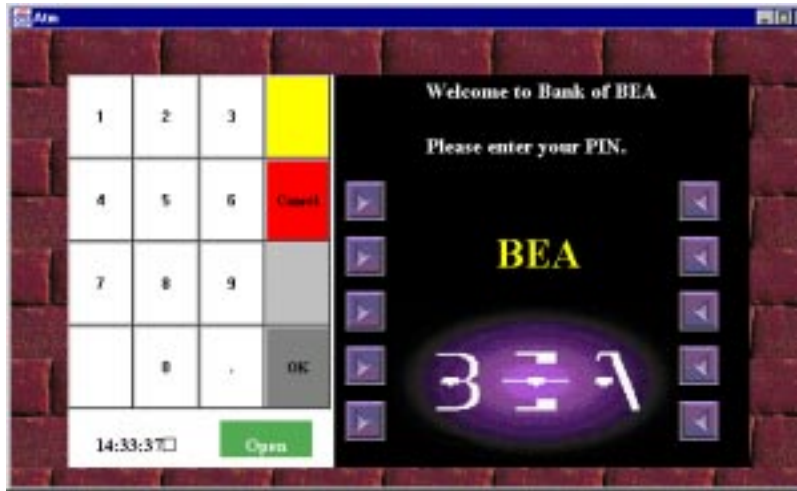 Atm
1 2 3
4 5 6 Cancel
7 8 9
0 . OK
14:33:37
Open
Welcome to Bank of BEA
Please enter your PIN.
BEA
BEA